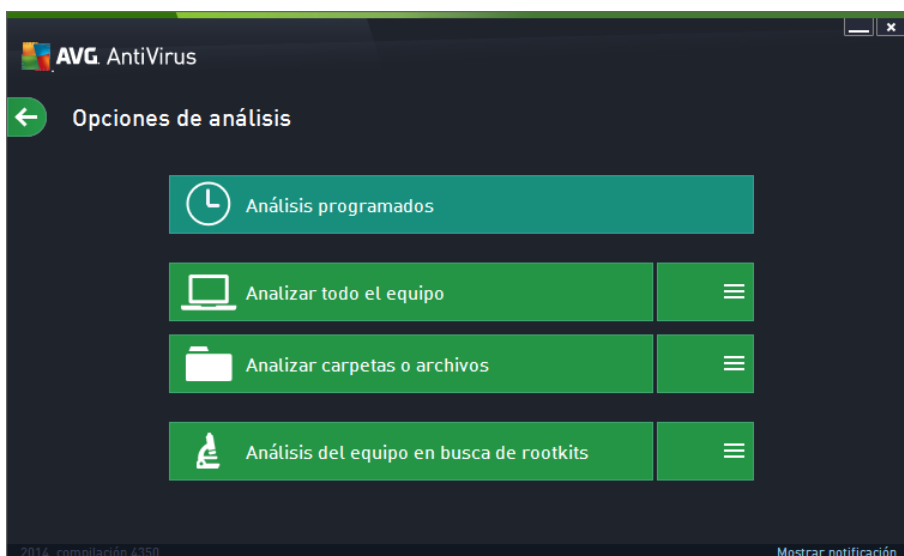 AVG. AntiVirus
Opciones de análisis
Análisis programados
Analizar todo el equipo
Analizar carpetas o archivos
Análisis del equipo en busca de rootkits
2014, compilación 4350
Mostrar notificación